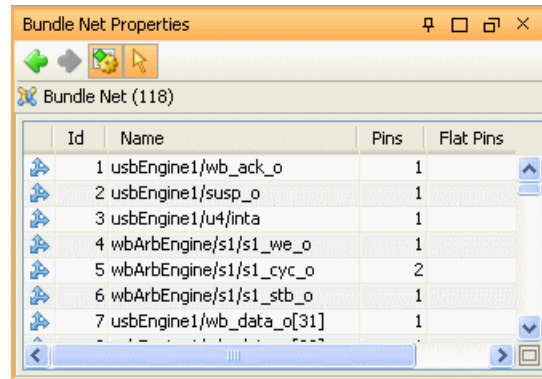 Bundle Net Properties
Bundle Net (118)
Id Name Pins Flat Pins
1 usbEngine1/wb_ack_o 1
2 usbEngine1/susp_o 1
3 usbEngine1/u4/inta 1
4 wbArbEngine/s1/s1_we_o 1
5 wbArbEngine/s1/s1_cyc_o 2
6 wbArbEngine/s1/s1_stb_o 1
7 usbEngine1/wb_data_o[31] 1